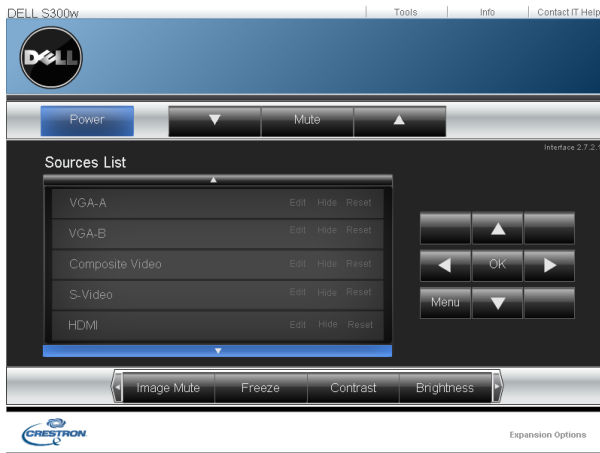 DELL S300w Tools Info Contact IT Help
DELL
Power Mute
Interface 2.7.2.1
Sources List
VGA-A Edit Hide Reset
VGA-B Edit Hide Reset
Composite Video Edit Hide Reset
S-Video Edit Hide Reset
HDMI Edit Hide Reset
OK
Menu
Image Mute Freeze Contrast Brightness
CRESTRON Expansion Options